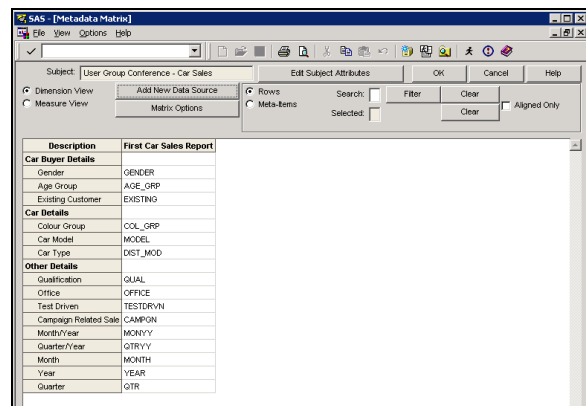 SAS - [Metadata Matrix]
File View Options Help
Subject: User Group Conference - Car Sales Edit Subject Attributes OK Cancel Help
Dimension View Add New Data Source Rows Search: Filter Clear
Measure View Matrix Options Meta-Items Selected: Clear Aligned Only
Description First Car Sales Report
Car Buyer Details
Gender GENDER
Age Group AGE_GRP
Existing Customer EXISTING
Car Details
Colour Group COL_GRP
Car Model MODEL
Car Type DIST_MOD
Other Details
Qualification QUAL
Office OFFICE
Test Driven TESTDRVN
Campaign Related Sale CAMPGN
Month/Year MONYY
Quarter/Year QTRYY
Month MONTH
Year YEAR
Quarter QTR